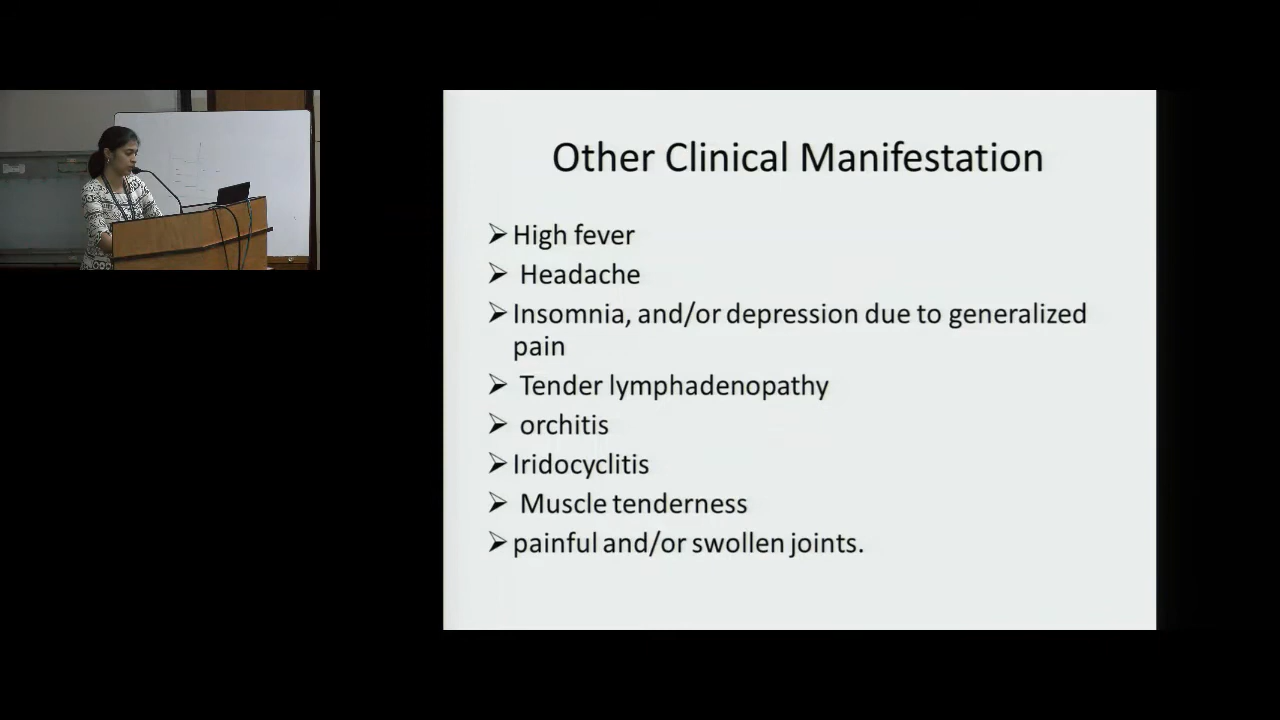 Other Clinical Manifestation
➢ High fever
➢ Headache
➢ Insomnia, and/or depression due to generalized
pain
➢ Tender lymphadenopathy
➢ orchitis
➢ Iridocyclitis
➢ Muscle tenderness
➢ painful and/or swollen joints.